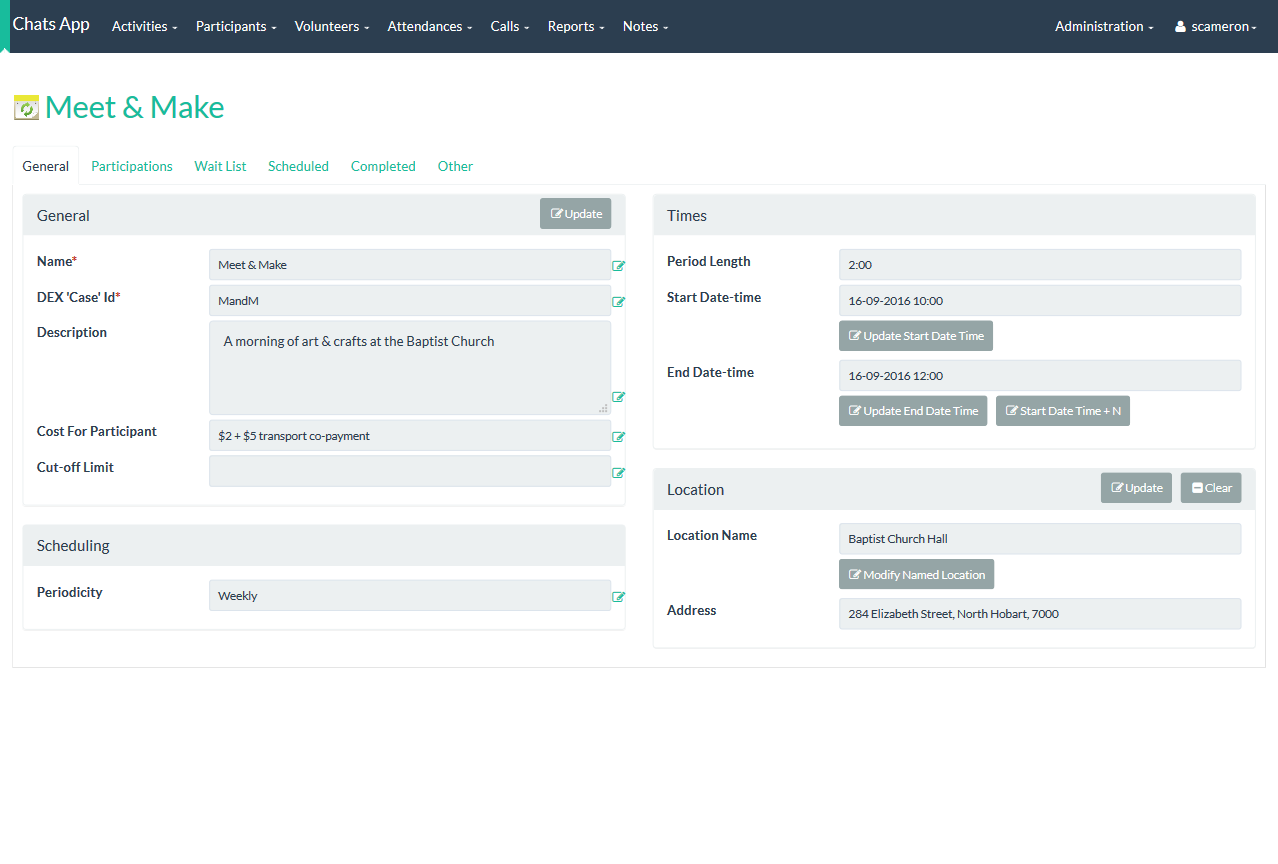 Chats App Activities Participants Volunteers Attendances Calls Reports Notes Administration scameron
Meet & Make
General Participations Wait List Scheduled Completed Other
General Update
Name* Meet & Make
DEX 'Case' Id* MandM
Description A morning of art & crafts at the Baptist Church
Cost For Participant $2 + $5 transport co-payment
Cut-off Limit
Scheduling
Periodicity Weekly
Times
Period Length 2:00
Start Date-time 16-09-2016 10:00
Update Start Date Time
End Date-time 16-09-2016 12:00
Update End Date Time Start Date Time + N
Location Update Clear
Location Name Baptist Church Hall
Modify Named Location
Address 284 Elizabeth Street, North Hobart, 7000